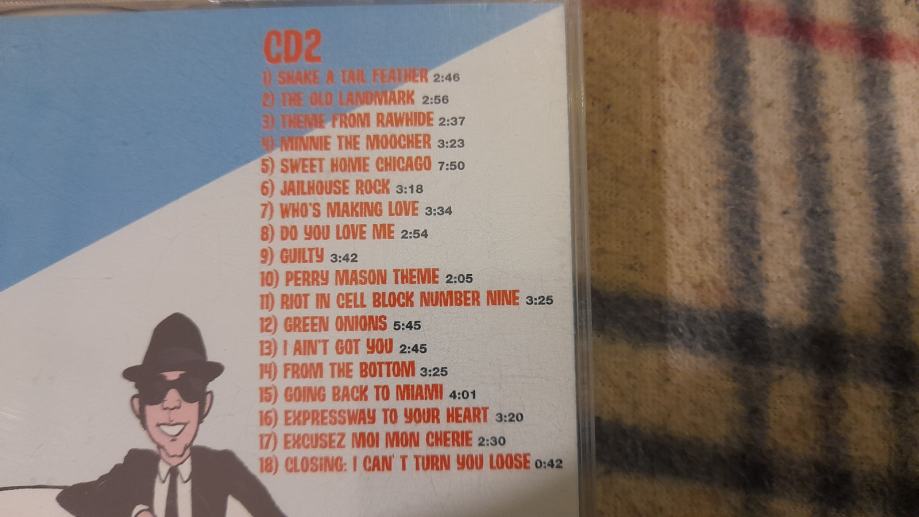 CD2
1) SHAKE A TAIL FEATHER 2:46
2) THE OLD LANDMARK 2:56
3) THEME FROM RAWHIDE 2:37
4) MINNIE THE MOOCHER 3:23
5) SWEET HOME CHICAGO 7:50
6) JAILHOUSE ROCK 3:18
7) WHO'S MAKING LOVE 3:34
8) DO YOU LOVE ME 2:54
9) GUILTY 3:42
10) PERRY MASON THEME 2:05
11) RIOT IN CELL BLOCK NUMBER NINE 3:25
12) GREEN ONIONS 5:45
13) I AIN'T GOT YOU 2:45
14) FROM THE BOTTOM 3:25
15) GOING BACK TO MIAMI 4:01
16) EXPRESSWAY TO YOUR HEART 3:20
17) EXCUSEZ MOI MON CHERIE 2:30
18) CLOSING: I CAN' T TURN YOU LOOSE 0:42